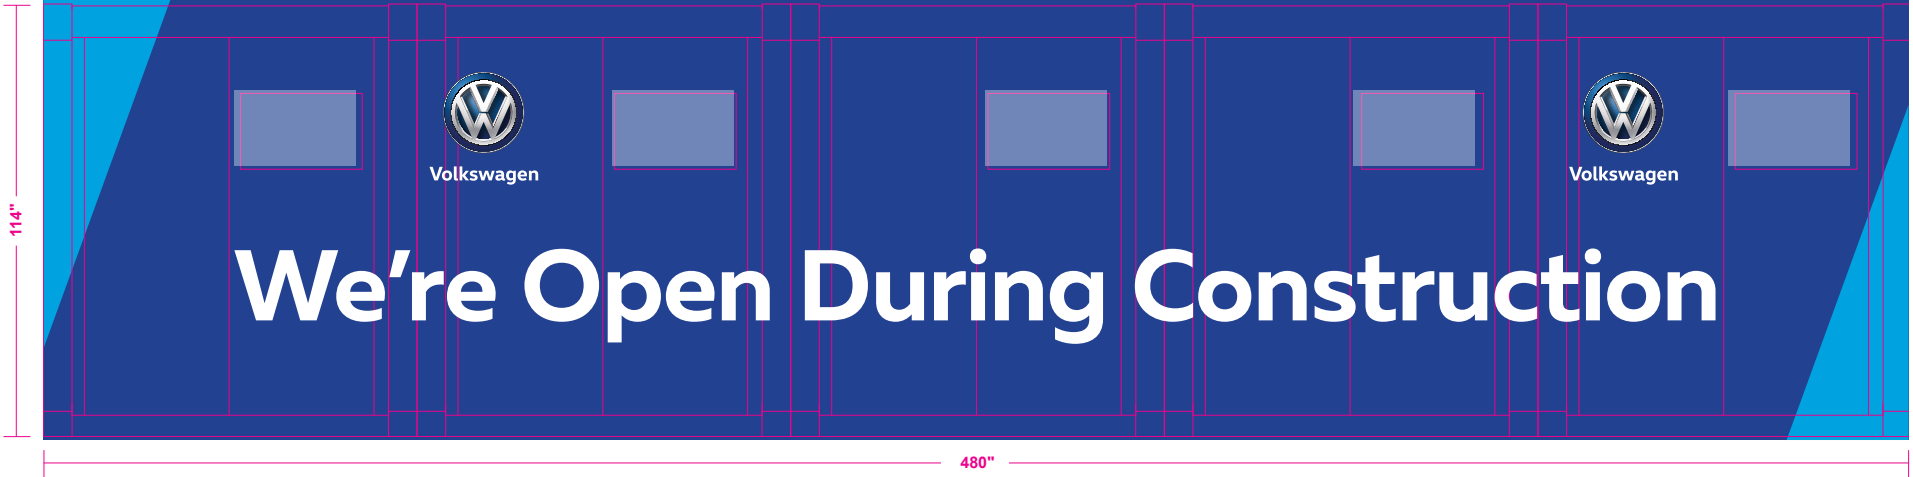 Volkswagen
Volkswagen
We’re Open During Construction
114"
480"